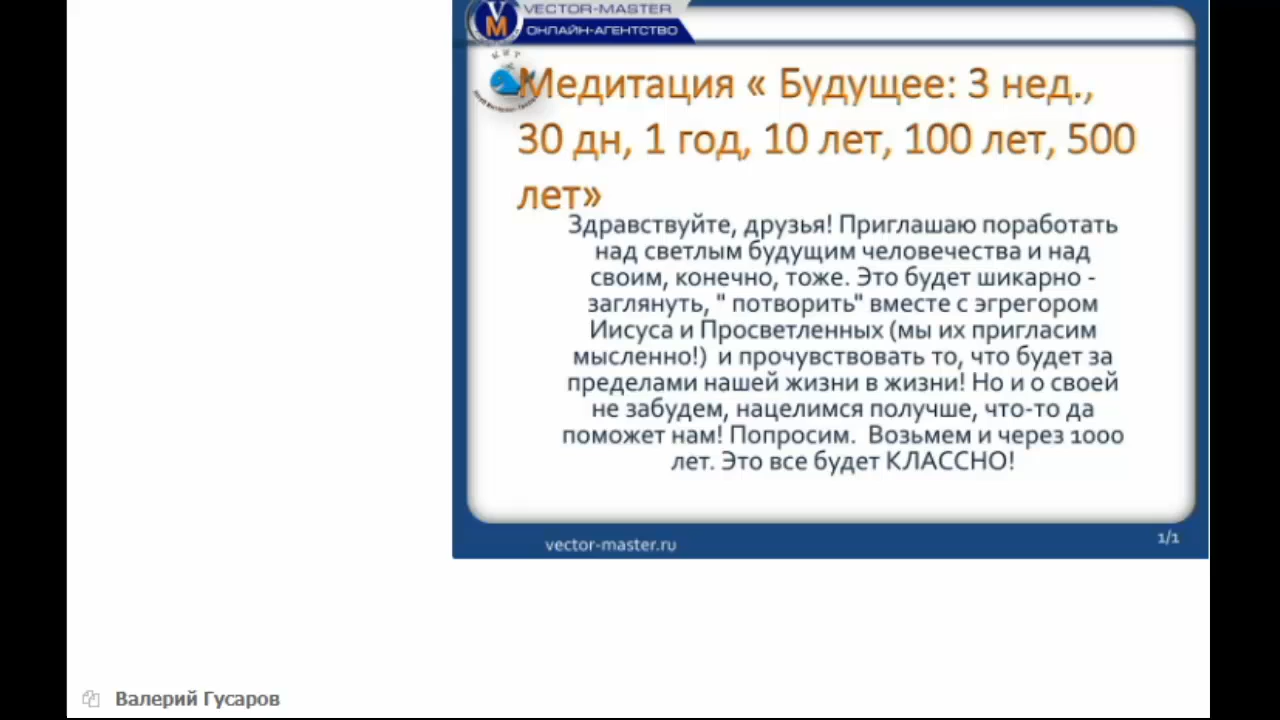 VECTOR-MASTER
ОНЛАЙН-АГЕНТСТВО
VM
КИТ
Медитация « Будущее: 3 нед.,
30 дн, 1 год, 10 лет, 100 лет, 500
лет»
Здравствуйте, друзья! Приглашаю поработать
над светлым будущим человечества и над
своим, конечно, тоже. Это будет шикарно -
заглянуть, " потворить" вместе с эгрегором
Иисуса и Просветленных (мы их пригласим
мысленно!) и прочувствовать то, что будет за
пределами нашей жизни в жизни! Но и о своей
не забудем, нацелимся получше, что-то да
поможет нам! Попросим. Возьмем и через 1000
лет. Это все будет КЛАССНО!
vector-master.ru
1/1
Валерий Гусаров